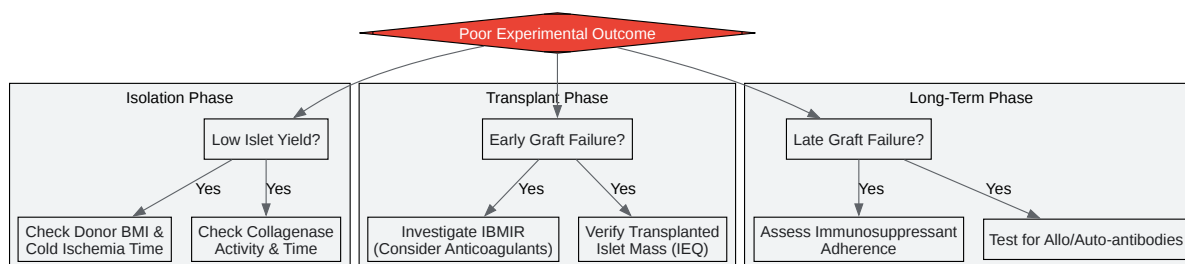 Poor Experimental Outcome
Isolation Phase
Low Islet Yield?
Yes
Yes
Check Donor BMI &
Cold Ischemia Time
Check Collagenase
Activity & Time
Transplant Phase
Early Graft Failure?
Yes
Yes
Investigate IBMIR
(Consider Anticoagulants)
Verify Transplanted
Islet Mass (IEQ)
Long-Term Phase
Late Graft Failure?
Yes
Yes
Assess Immunosuppressant
Adherence
Test for Allo/Auto-antibodies